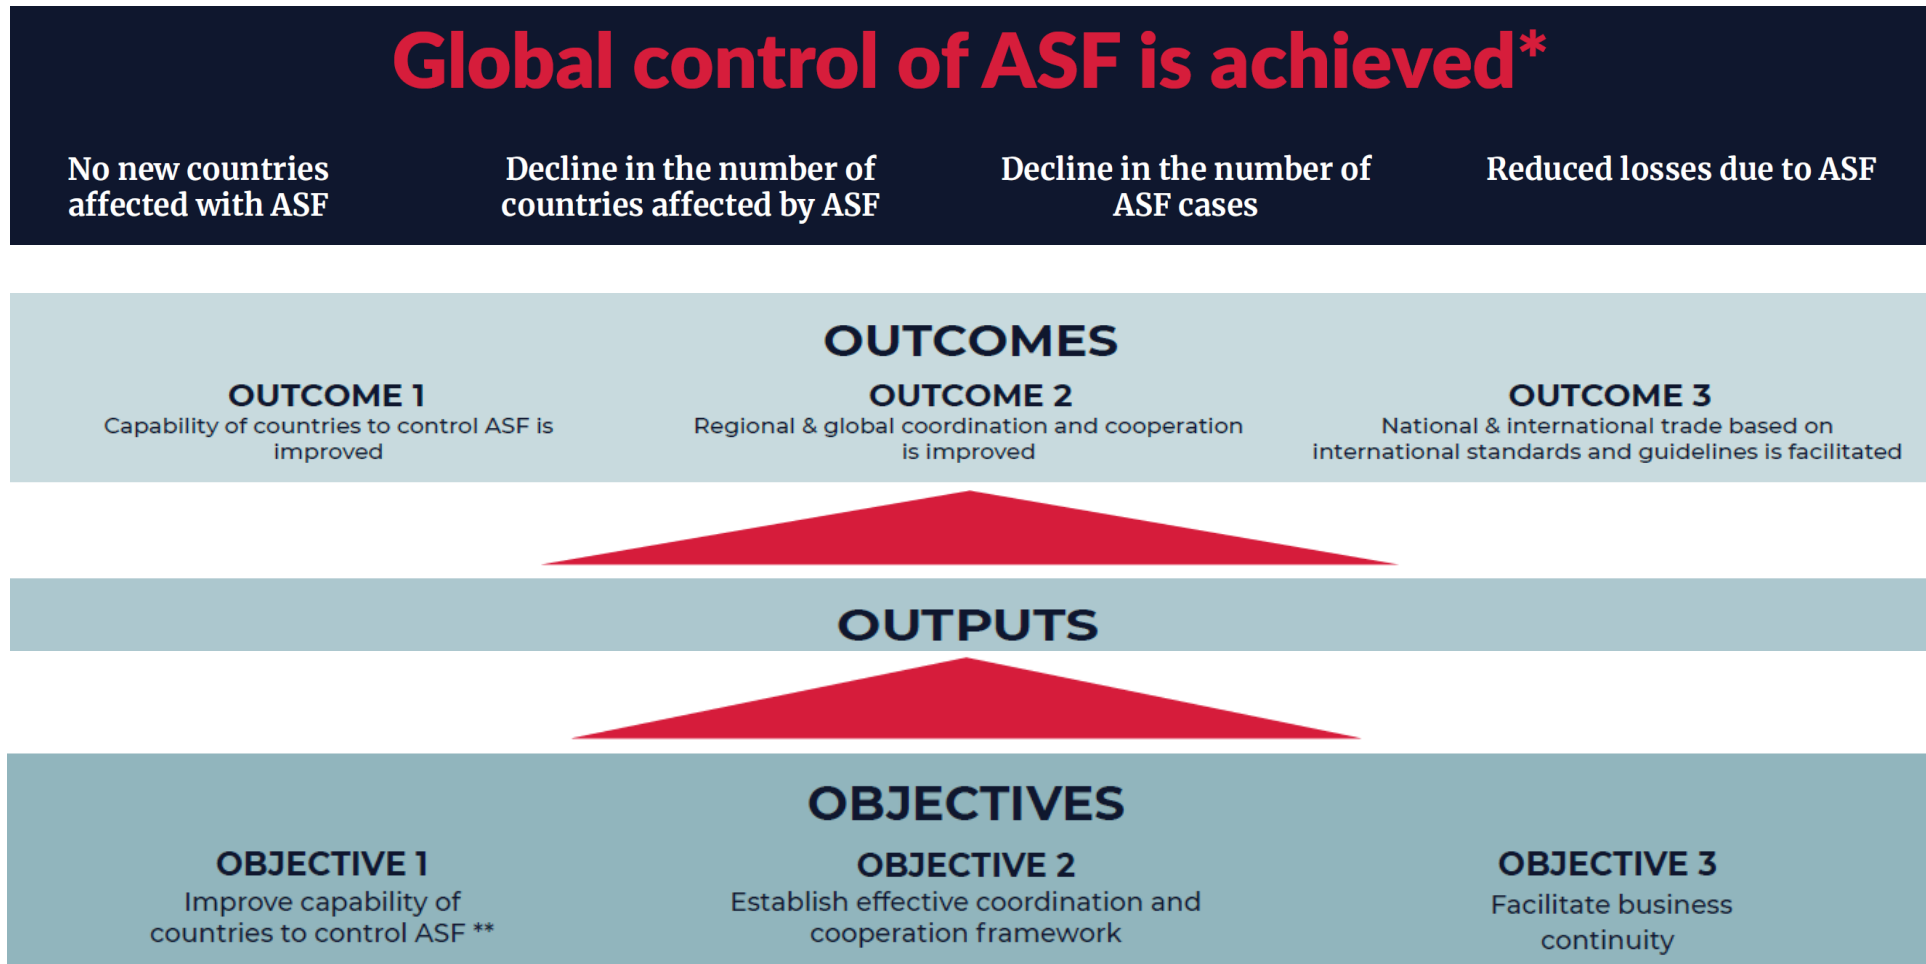 Global control of ASF is achieved*
No new countries
affected with ASF
Decline in the number of
countries affected by ASF
Decline in the number of
ASF cases
Reduced losses due to ASF
OUTCOMES
OUTCOME 1
Capability of countries to control ASF is
improved
OUTCOME 2
Regional & global coordination and cooperation
is improved
OUTCOME 3
National & international trade based on
international standards and guidelines is facilitated
OUTPUTS
OBJECTIVES
OBJECTIVE 1
Improve capability of
countries to control ASF **
OBJECTIVE 2
Establish effective coordination and
cooperation framework
OBJECTIVE 3
Facilitate business
continuity